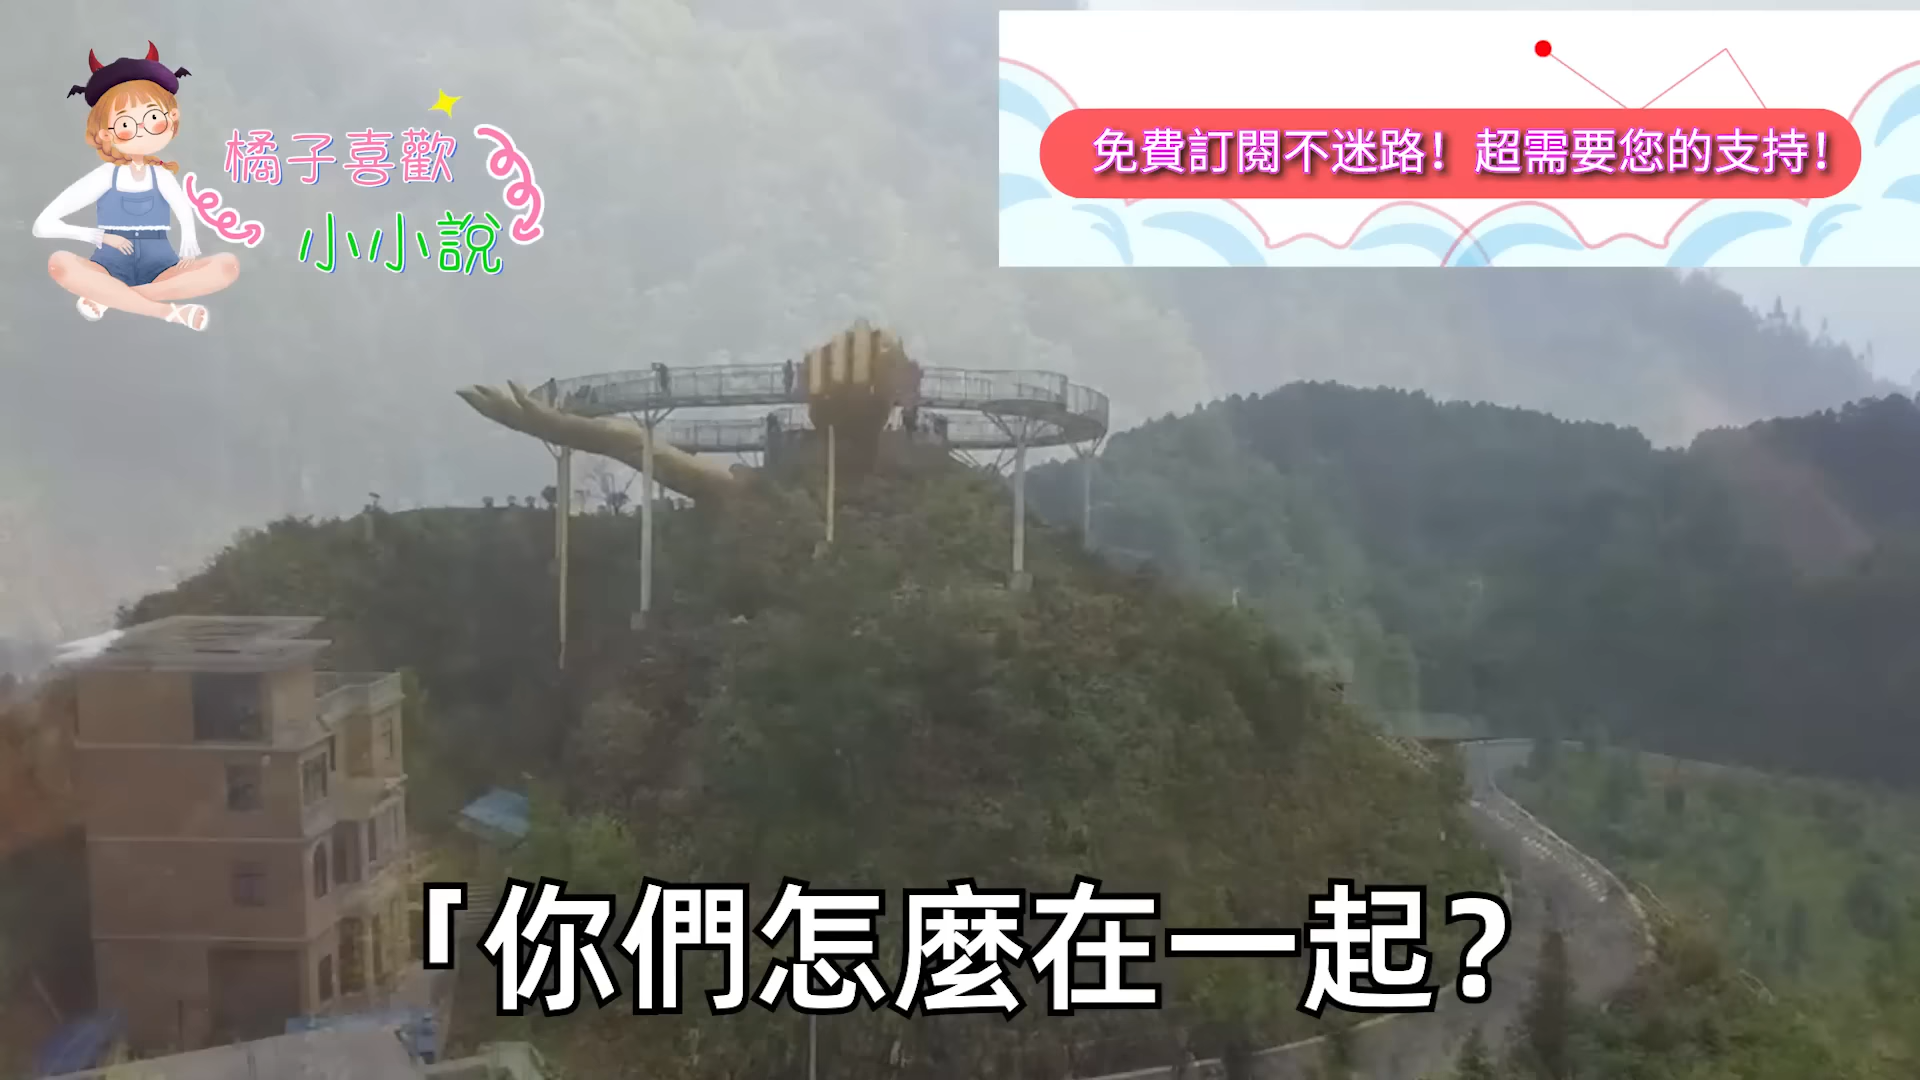 橘子喜歡
小小說
免費訂閱不迷路！超需要您的支持！
「你們怎麼在一起？